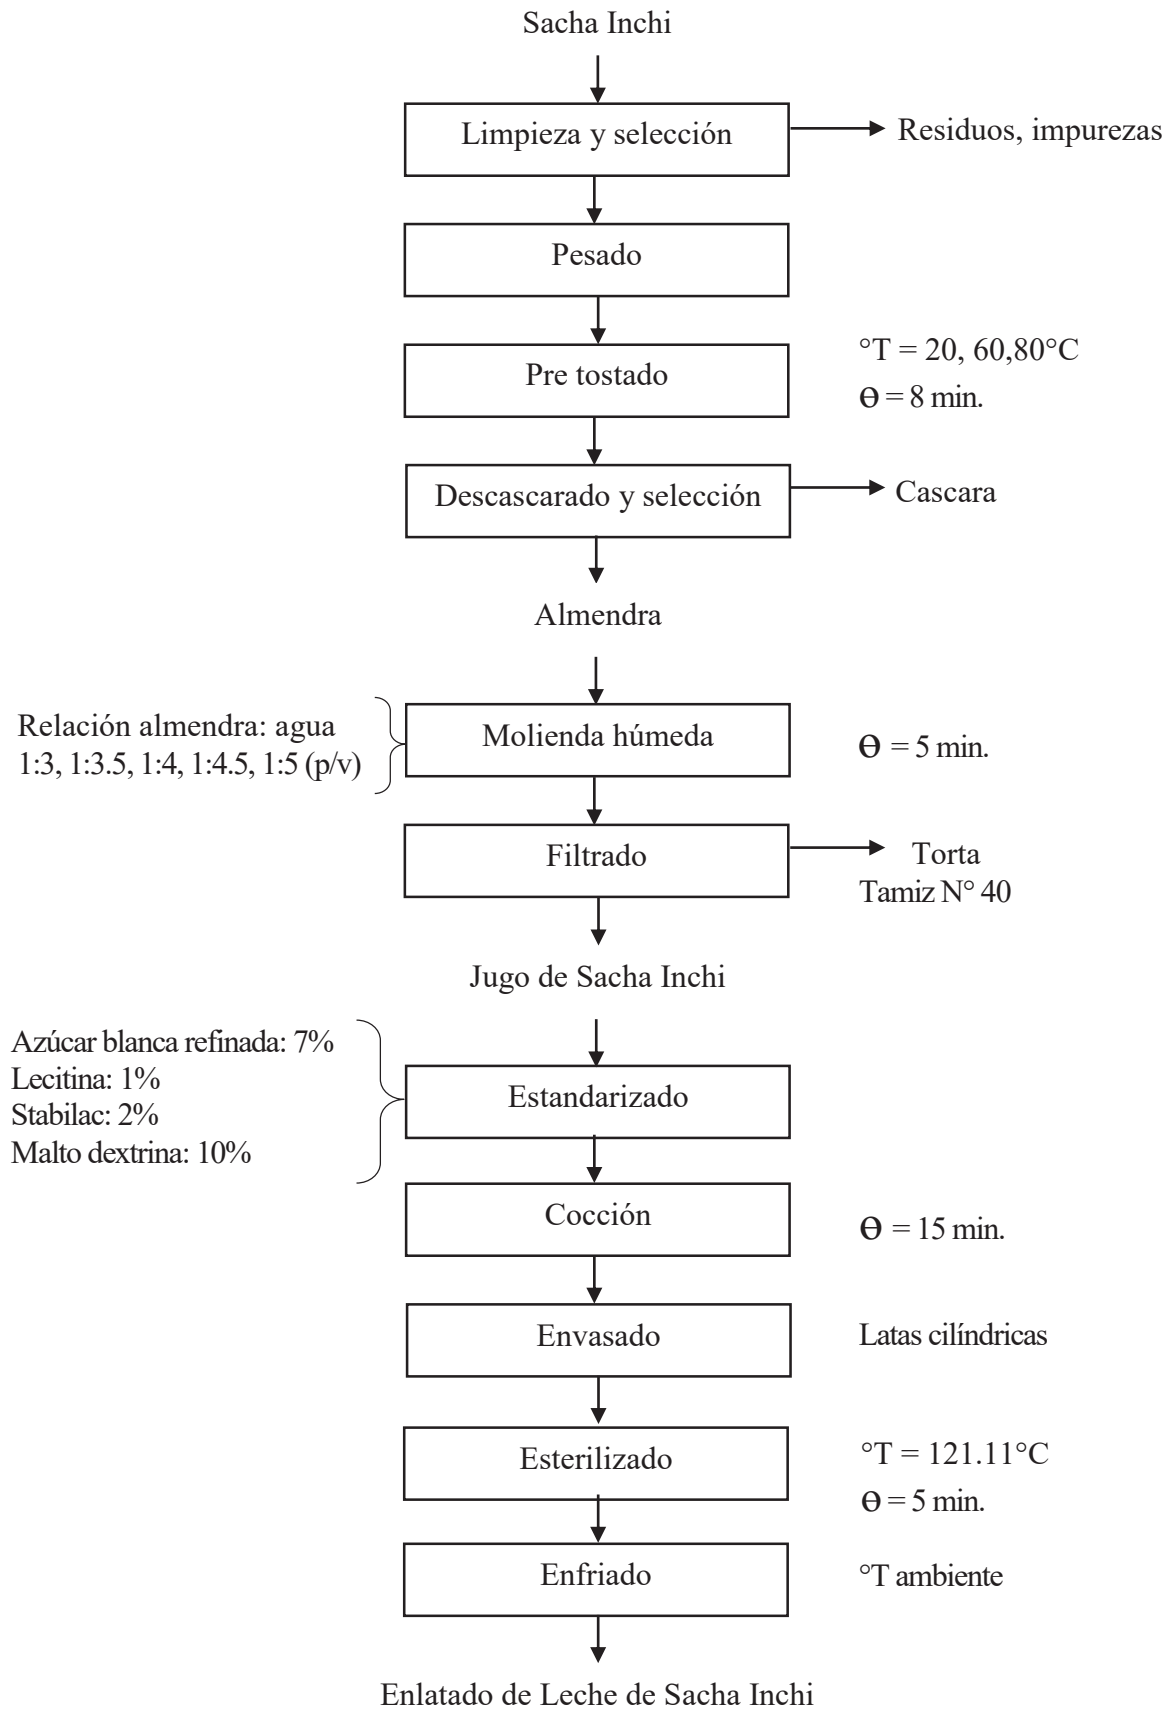 Sacha Inchi
Limpieza y selección
Residuos, impurezas
Pesado
Pre tostado
°T = 20, 60,80°C
ɵ = 8 min.
Descascarado y selección
Cascara
Almendra
Relación almendra: agua
1:3, 1:3.5, 1:4, 1:4.5, 1:5 (p/v)
Molienda húmeda
ɵ = 5 min.
Filtrado
Torta
Tamiz N° 40
Jugo de Sacha Inchi
Azúcar blanca refinada: 7%
Lecitina: 1%
Stabilac: 2%
Malto dextrina: 10%
Estandarizado
Cocción
ɵ = 15 min.
Envasado
Latas cilíndricas
Esterilizado
°T = 121.11°C
ɵ = 5 min.
Enfriado
°T ambiente
Enlatado de Leche de Sacha Inchi